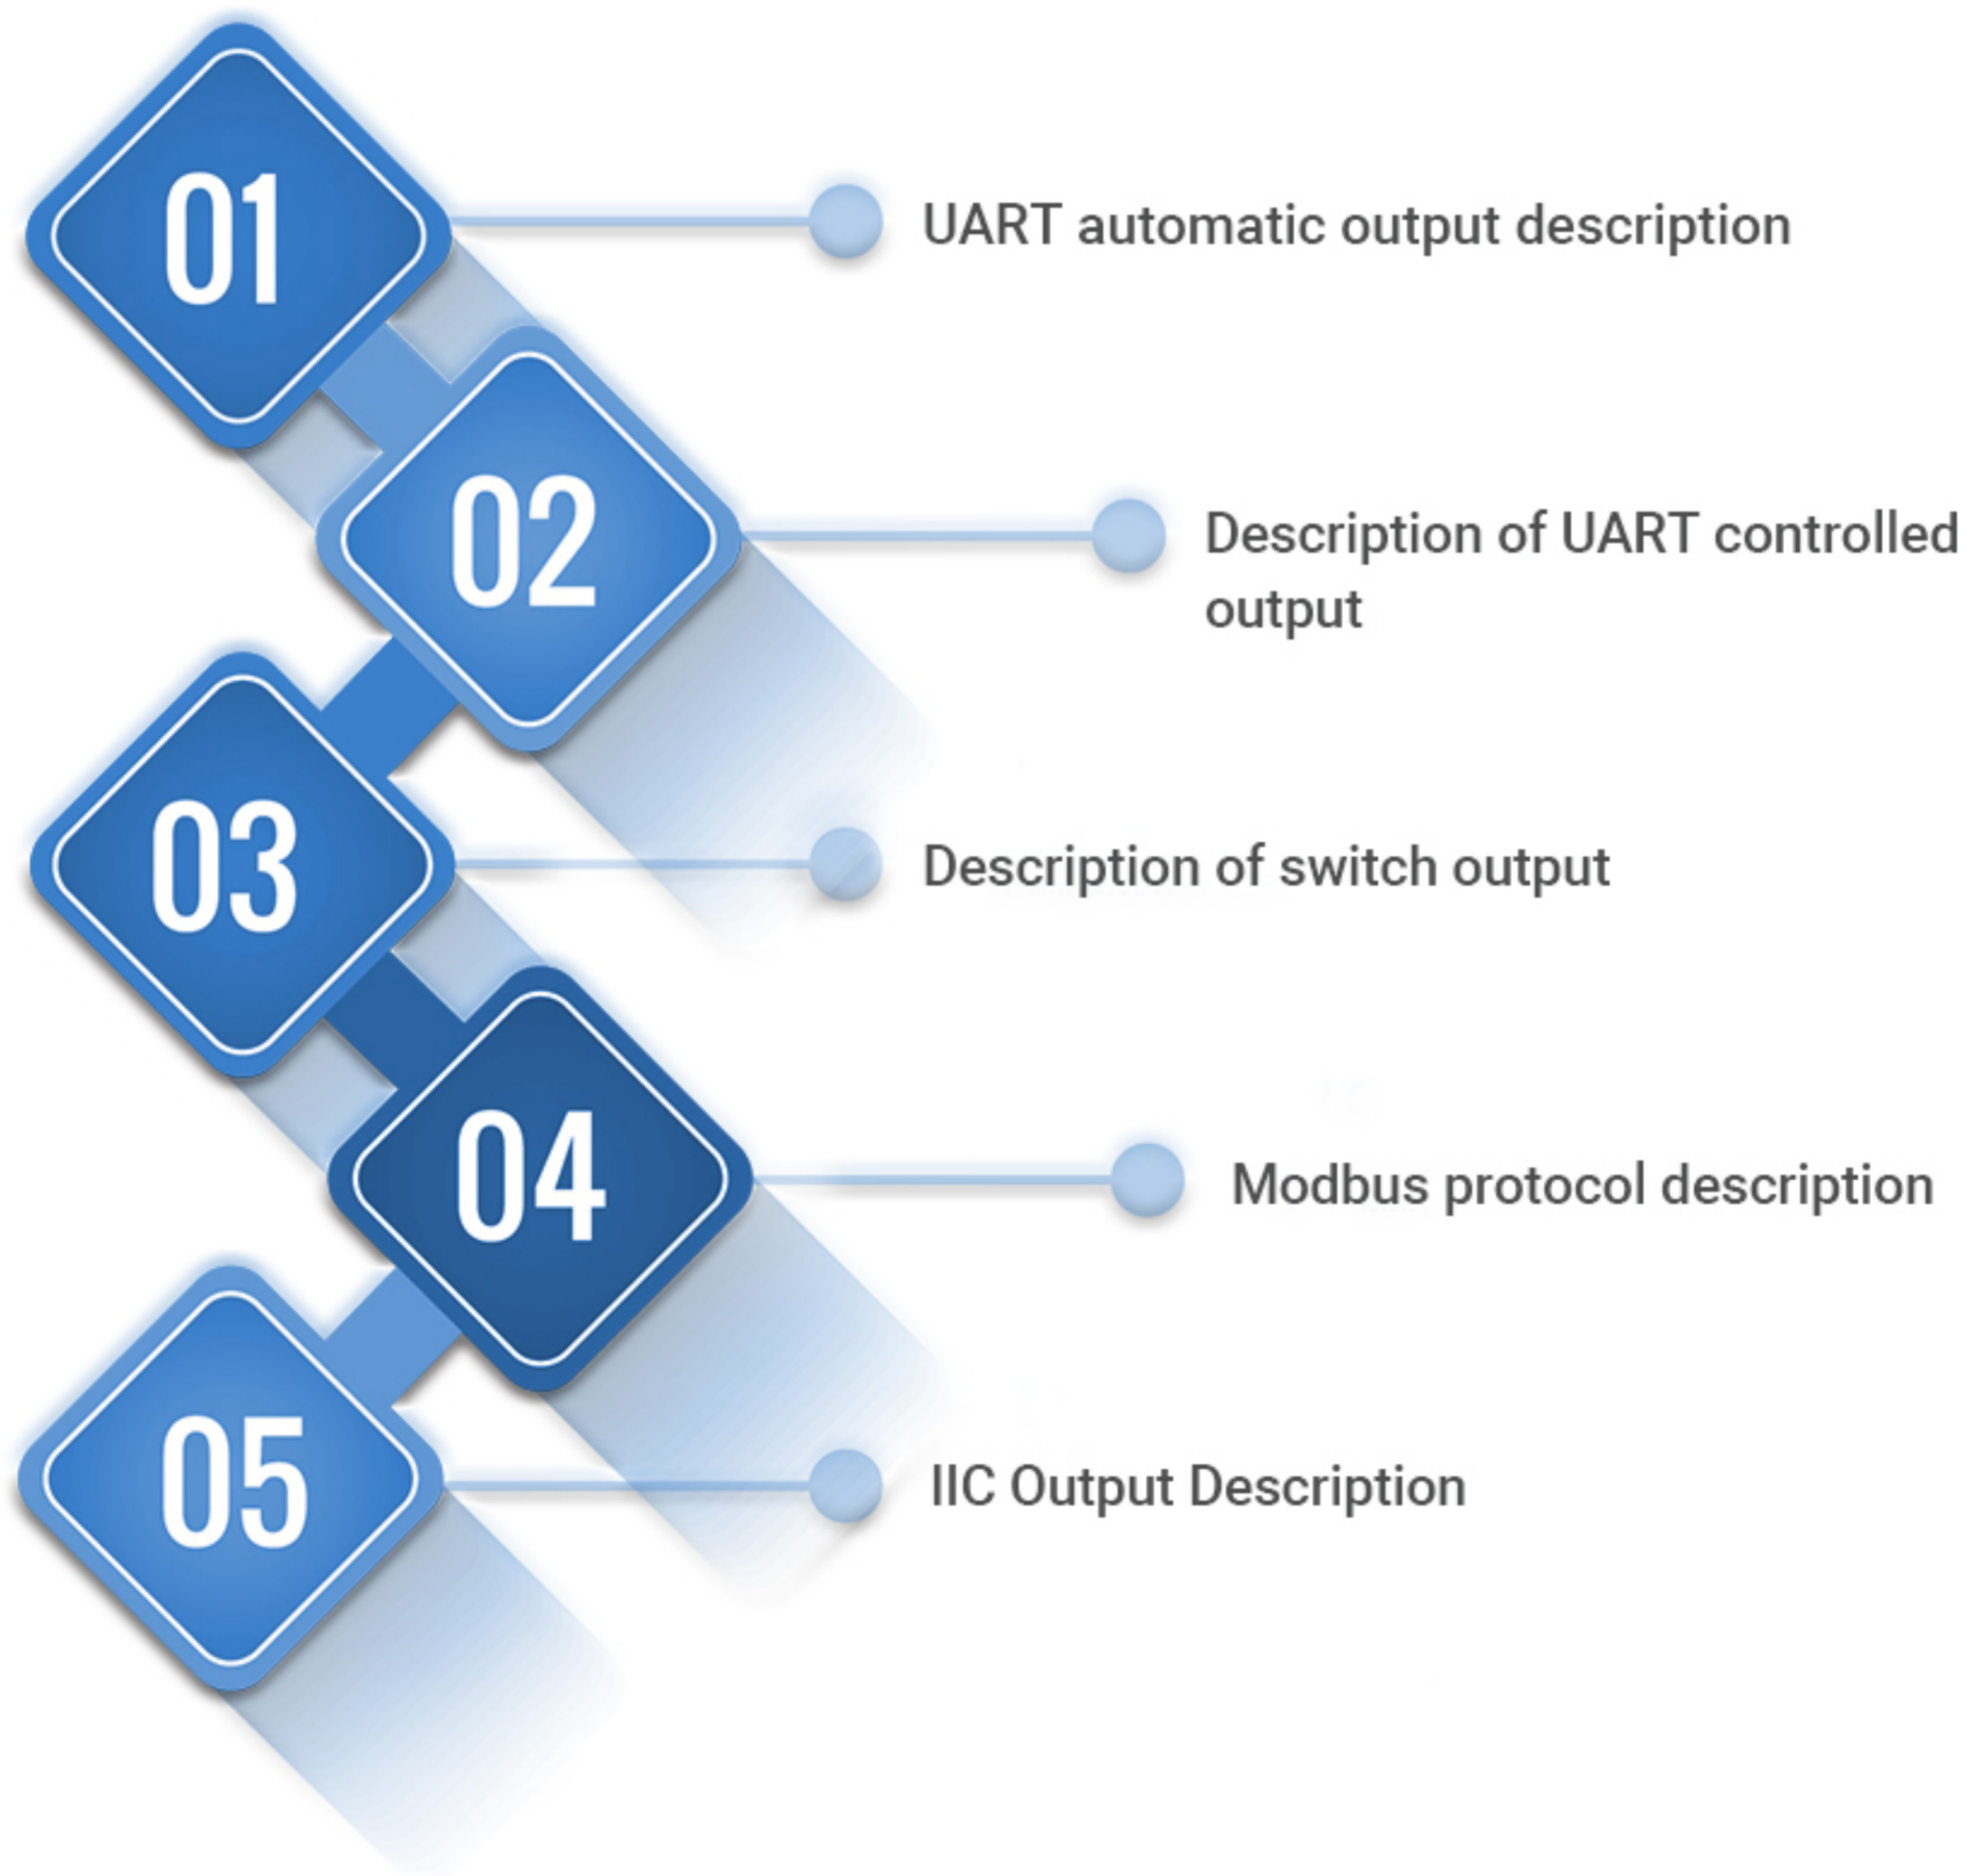 01
UART automatic output description
02
Description of UART controlled
output
03
Description of switch output
04
Modbus protocol description
05
IIC Output Description